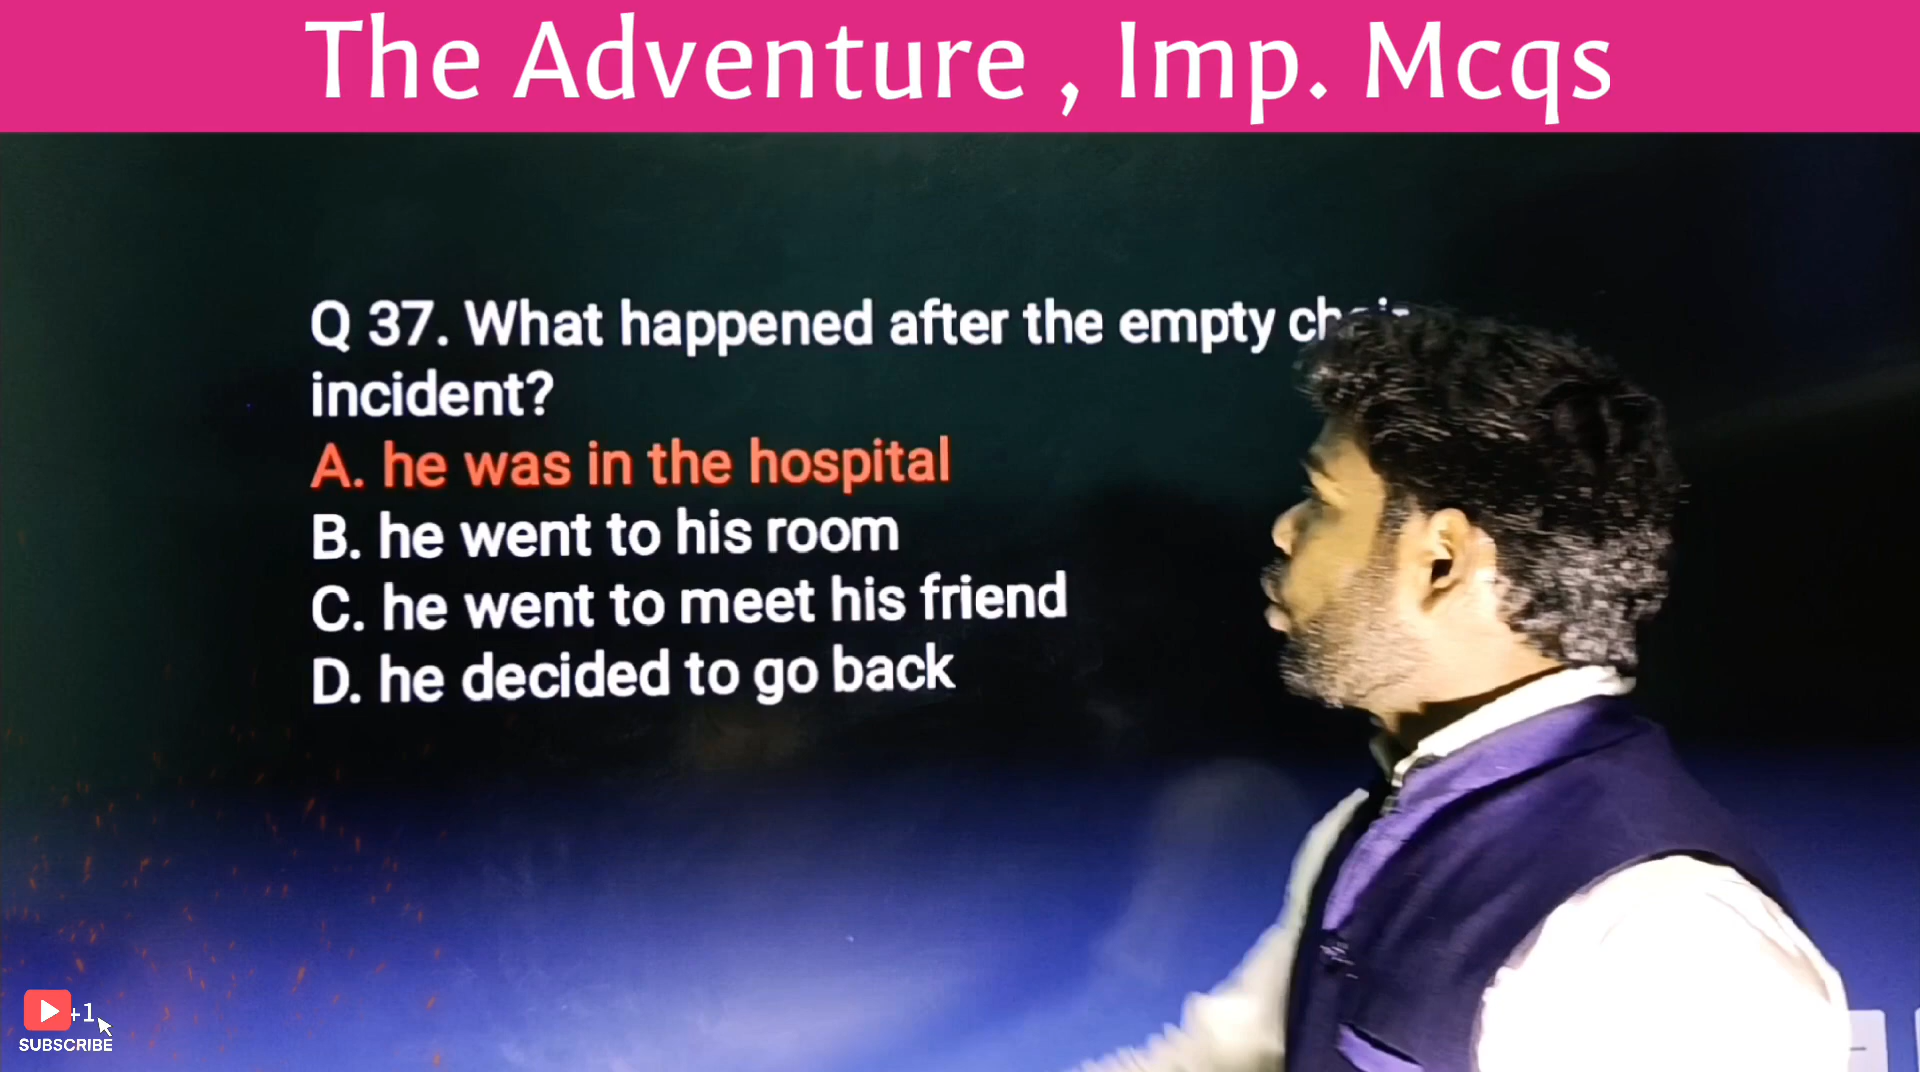 The Adventure , Imp. Mcqs
Q 37. What happened after the empty chair
incident?
A. he was in the hospital
B. he went to his room
C. he went to meet his friend
D. he decided to go back
+1
SUBSCRIBE